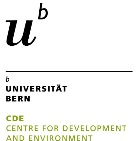 u^b
b
UNIVERSITÄT
BERN
CDE
CENTRE FOR DEVELOPMENT
AND ENVIRONMENT